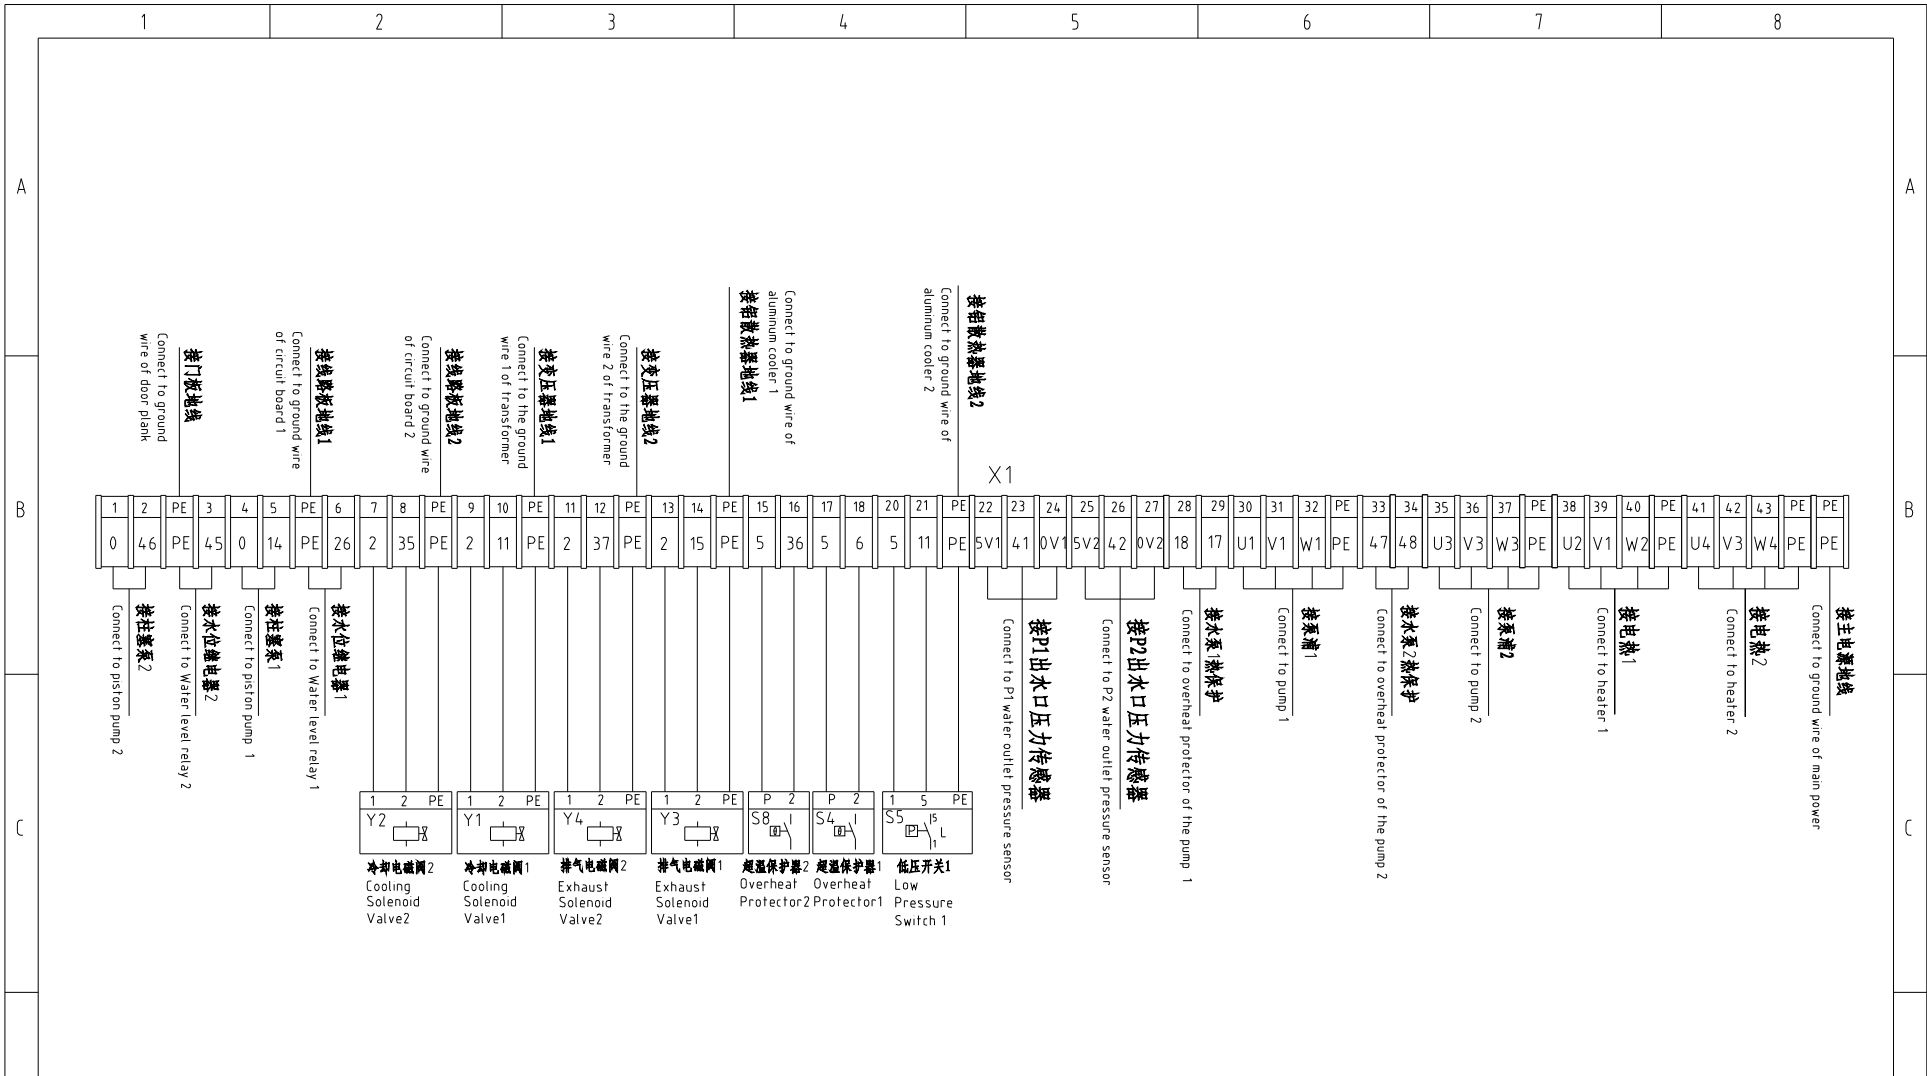 1 2 3 4 5 6 7 8
A A
接门板地线
Connect to ground
wire of door plank
接线路板地线1
Connect to ground wire
of circuit board 1
接线路板地线2
Connect to ground wire
of circuit board 2
接变压器地线1
Connect to the ground
wire 1 of transformer
接变压器地线2
Connect to the ground
wire 2 of transformer
接铝散热器地线1
Connect to ground wire of
aluminum cooler 1
接铝散热器地线2
Connect to ground wire of
aluminum cooler 2
X1
B B
1 2 PE 3 4 5 PE 6 7 8 PE 9 10 PE 11 12 PE 13 14 PE 15 16 17 18 20 21 PE 22 23 24 25 26 27 28 29 30 31 32 PE 33 34 35 36 37 PE 38 39 40 PE 41 42 43 PE PE
0 46 PE 45 0 14 PE 26 2 35 PE 2 11 PE 2 37 PE 2 15 PE 5 36 5 6 5 11 PE 5V1 41 0V1 5V2 42 0V2 18 17 U1 V1 W1 PE 47 48 U3 V3 W3 PE U2 V1 W2 PE U4 V3 W4 PE PE
接柱塞泵2
Connect to piston pump 2
接水位继电器2
Connect to Water level relay 2
接柱塞泵1
Connect to piston pump 1
接水位继电器1
Connect to Water level relay 1
接P1出水口压力传感器
Connect to P1 water outlet pressure sensor
接P2出水口压力传感器
Connect to P2 water outlet pressure sensor
接水泵1热保护
Connect to overheat protector of the pump 1
接泵浦1
Connect to pump 1
接水泵2热保护
Connect to overheat protector of the pump 2
接泵浦2
Connect to pump 2
接电热1
Connect to heater 1
接电热2
Connect to heater 2
接主电源地线
Connect to ground wire of main power
C C
1 2 PE
Y2
冷却电磁阀2
Cooling
Solenoid
Valve2
1 2 PE
Y1
冷却电磁阀1
Cooling
Solenoid
Valve1
1 2 PE
Y4
排气电磁阀2
Exhaust
Solenoid
Valve2
1 2 PE
Y3
排气电磁阀1
Exhaust
Solenoid
Valve1
P 2
S8
超温保护器2
Overheat
Protector2
P 2
S4
超温保护器1
Overheat
Protector1
1 5 PE
S5
5
P L
1
低压开关1
Low
Pressure
Switch 1